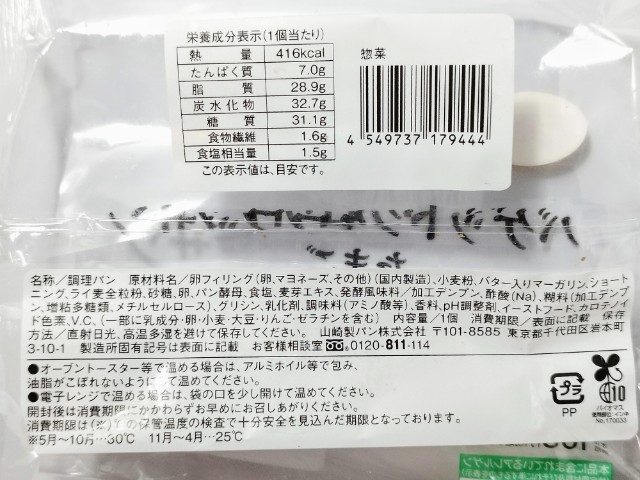 栄養成分表示(1個当たり)
熱量 416kcal
たんぱく質 7.0g
脂質 28.9g
炭水化物 32.7g
糖質 31.1g
食物繊維 1.6g
食塩相当量 1.5g
この表示値は、目安です。
惣菜
4 549737 179444
名称/調理パン 原材料名/卵フィリング(卵、マヨネーズ、その他)(国内製造)、小麦粉、バター入りマーガリン、ショート
ニング、ライ麦全粒粉、砂糖、卵、パン酵母、食塩、麦芽エキス、発酵風味料/加工デンプン、酢酸(Na)、糊料(加工デンプ
ン、増粘多糖類、メチルセルロース)、グリシン、乳化剤、調味料(アミノ酸等)、香料、pH調整剤、イーストフード、カロテノイ
ド色素、V.C、(一部に乳成分・卵・小麦・大豆・りんご・ゼラチンを含む) 内容量/1個 消費期限/表面に記載 保存
方法/直射日光、高温多湿を避けて保存してください。 山崎製パン株式会社 〒101-8585 東京都千代田区岩本町
3-10-1 製造所固有記号は表面に記載 お客様相談室 0120-811-114
●オーブントースター等で温める場合は、アルミホイル等で包み、
油脂がこぼれないようにして温めてください。
●電子レンジで温める場合は、袋の口を少し開けて温めてください。
開封後は消費期限にかかわらずお早めにお召しあがりください。
消費期限は(※)℃の保管温度の検査で十分安全を見込んだ期限となっております。
※5月~10月…30℃ 11月~4月…25℃
プラ
PP
10
バイオマス
No.170033
本品に含まれているアレルゲン